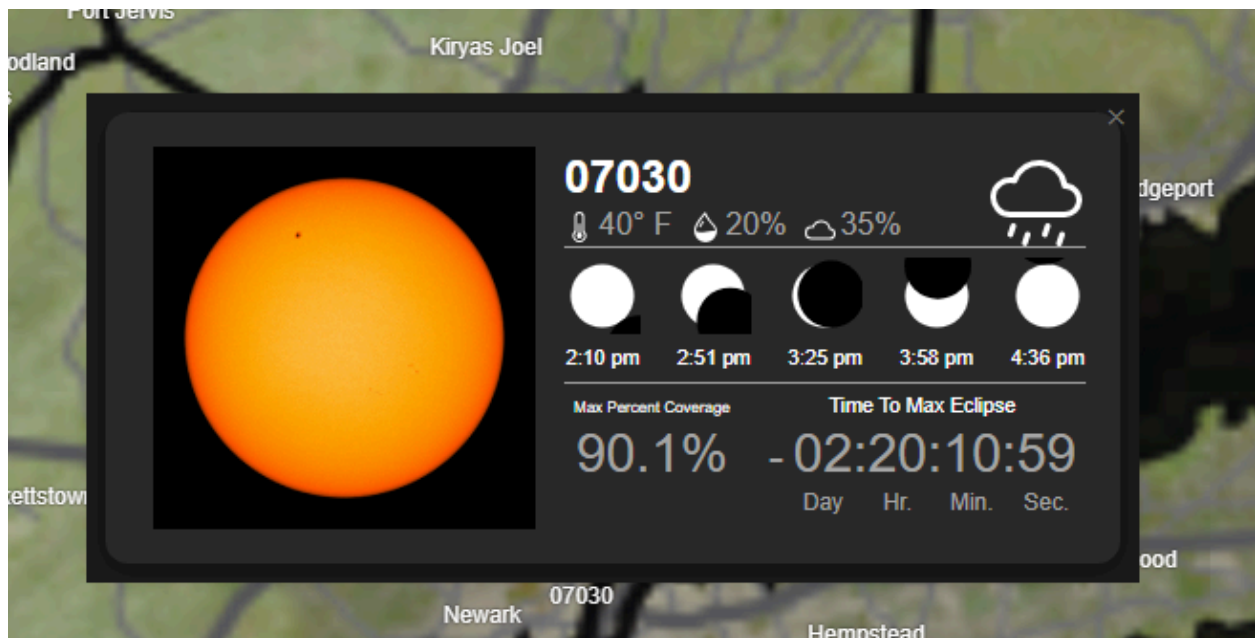 Port Jervis
Kiryas Joel
odland
×
07030
40° F 20% 35%
dgeport
2:10 pm 2:51 pm 3:25 pm 3:58 pm 4:36 pm
Max Percent Coverage Time To Max Eclipse
90.1% -02:20:10:59
Day Hr. Min. Sec.
kettstown
ood
07030
Newark
Hempstead